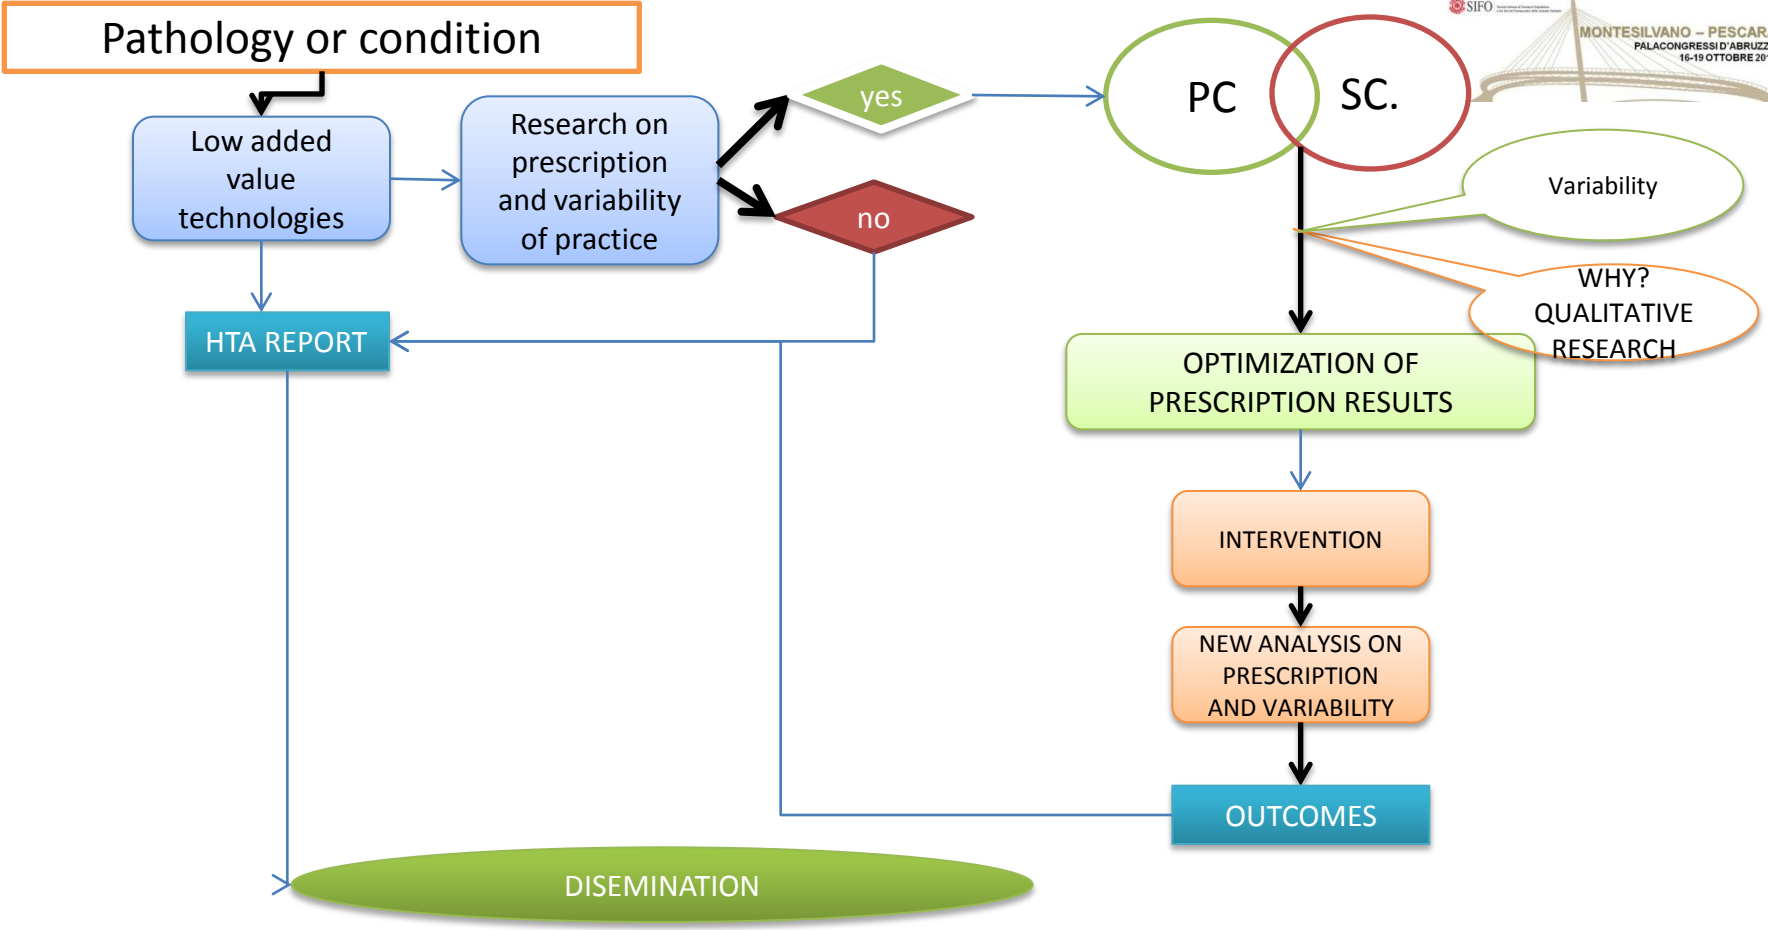 Pathology or condition
SIFO
MONTESILVANO – PESCAR
PALACONGRESSI D'ABRUZZ
16-19 OTTOBRE 20
yes
PC
SC.
Low added
value
technologies
Research on
prescription
and variability
of practice
no
Variability
WHY?
QUALITATIVE
RESEARCH
HTA REPORT
OPTIMIZATION OF
PRESCRIPTION RESULTS
INTERVENTION
NEW ANALYSIS ON
PRESCRIPTION
AND VARIABILITY
OUTCOMES
DISEMINATION